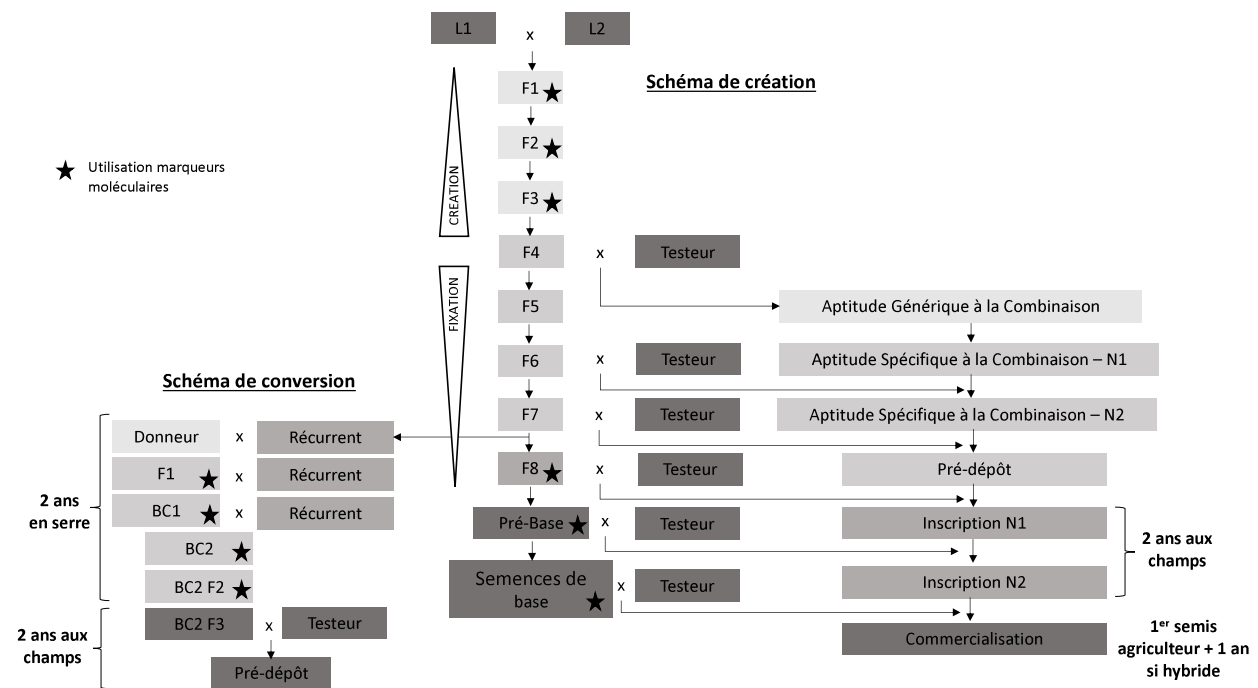 L1 x L2
Schéma de création
F1
F2
F3
CREATION
Utilisation marqueurs
moléculaires
F4 x Testeur
FIXATION
F5 Aptitude Générique à la Combinaison
F6 x Testeur Aptitude Spécifique à la Combinaison – N1
F7 x Testeur Aptitude Spécifique à la Combinaison – N2
F8 x Testeur Pré-dépôt
Pré-Base x Testeur Inscription N1
2 ans aux
champs
Semences de
base
x Testeur Inscription N2
Commercialisation
1er semis
agriculteur + 1 an
si hybride
Schéma de conversion
Donneur x Récurrent
F1 x Récurrent
2 ans
en serre
BC1 x Récurrent
BC2
BC2 F2
2 ans aux
champs
BC2 F3 x Testeur
Pré-dépôt